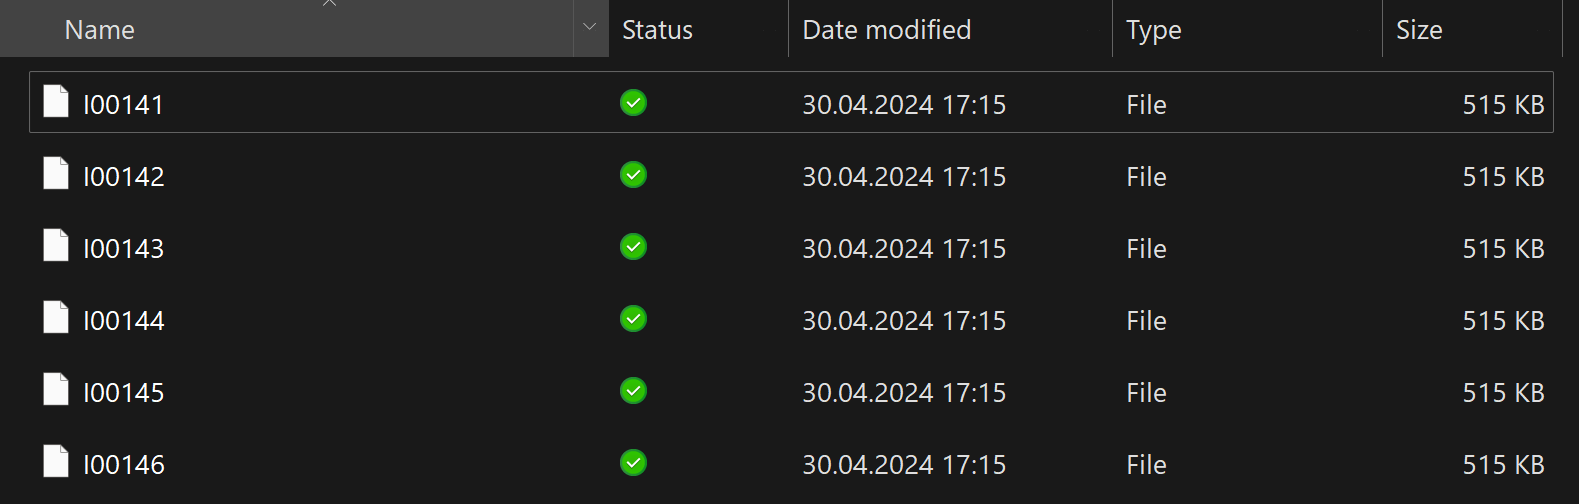 Name Status Date modified Type Size
I00141 30.04.2024 17:15 File 515 KB
I00142 30.04.2024 17:15 File 515 KB
I00143 30.04.2024 17:15 File 515 KB
I00144 30.04.2024 17:15 File 515 KB
I00145 30.04.2024 17:15 File 515 KB
I00146 30.04.2024 17:15 File 515 KB